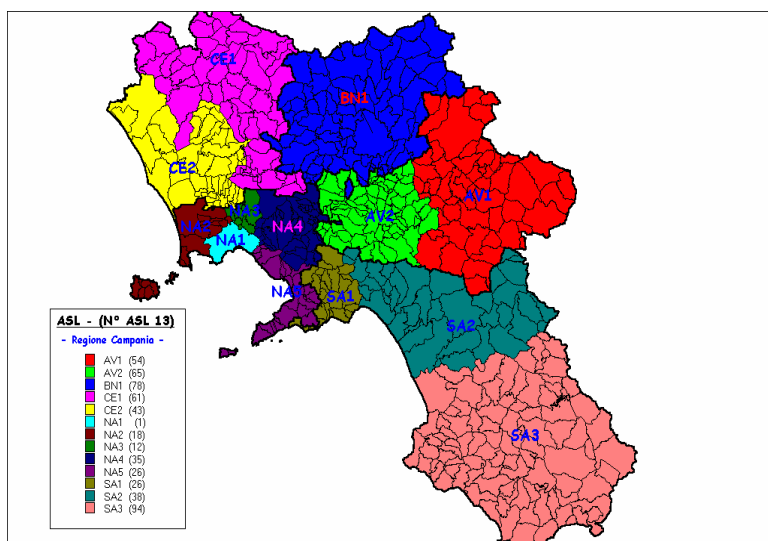 CE1
BN1
CE2
AV1
NA3
NA2
NA4
AV2
NA1
NA5
SA1
SA2
SA3
ASL - (N° ASL 13)
- Regione Campania -
AV1 (54)
AV2 (65)
BN1 (78)
CE1 (61)
CE2 (43)
NA1 (1)
NA2 (18)
NA3 (12)
NA4 (35)
NA5 (26)
SA1 (26)
SA2 (38)
SA3 (94)